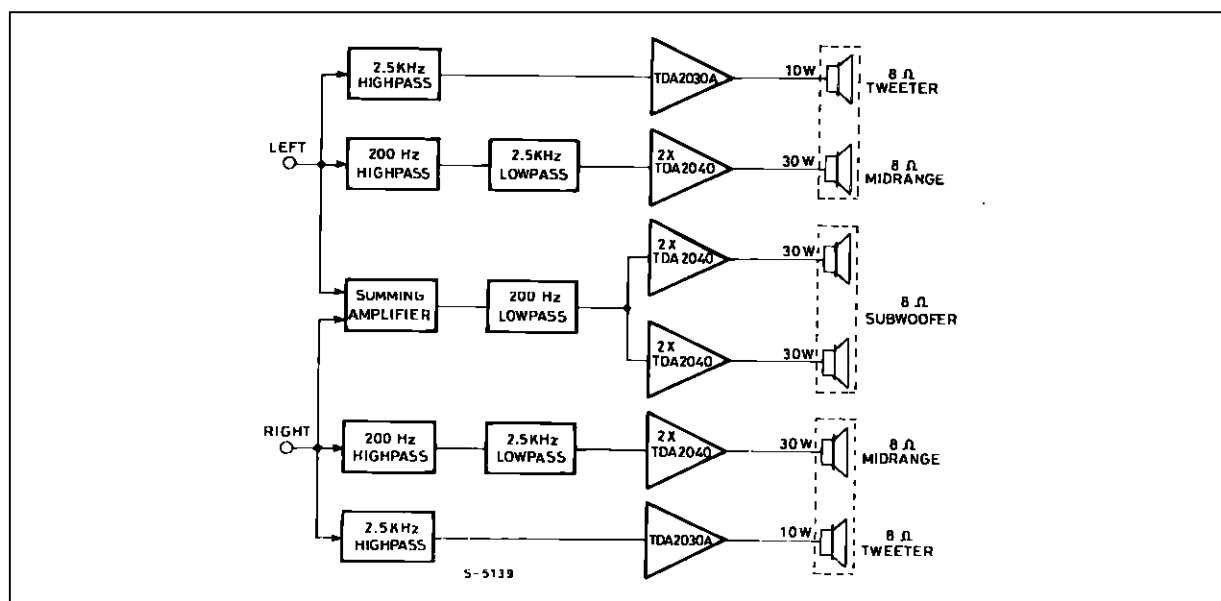 2.5KHz
HIGHPASS
TDA2030A
10W
8 Ω
TWEETER
LEFT
200 Hz
HIGHPASS
2.5KHz
LOWPASS
2X
TDA2040
30W
8 Ω
MIDRANGE
2X
TDA2040
30W
SUMMING
AMPLIFIER
200 Hz
LOWPASS
8 Ω
SUBWOOFER
2X
TDA2040
30W
RIGHT
200 Hz
HIGHPASS
2.5KHz
LOWPASS
2X
TDA2040
30W
8 Ω
MIDRANGE
2.5KHz
HIGHPASS
TDA2030A
10W
8 Ω
TWEETER
S-5139